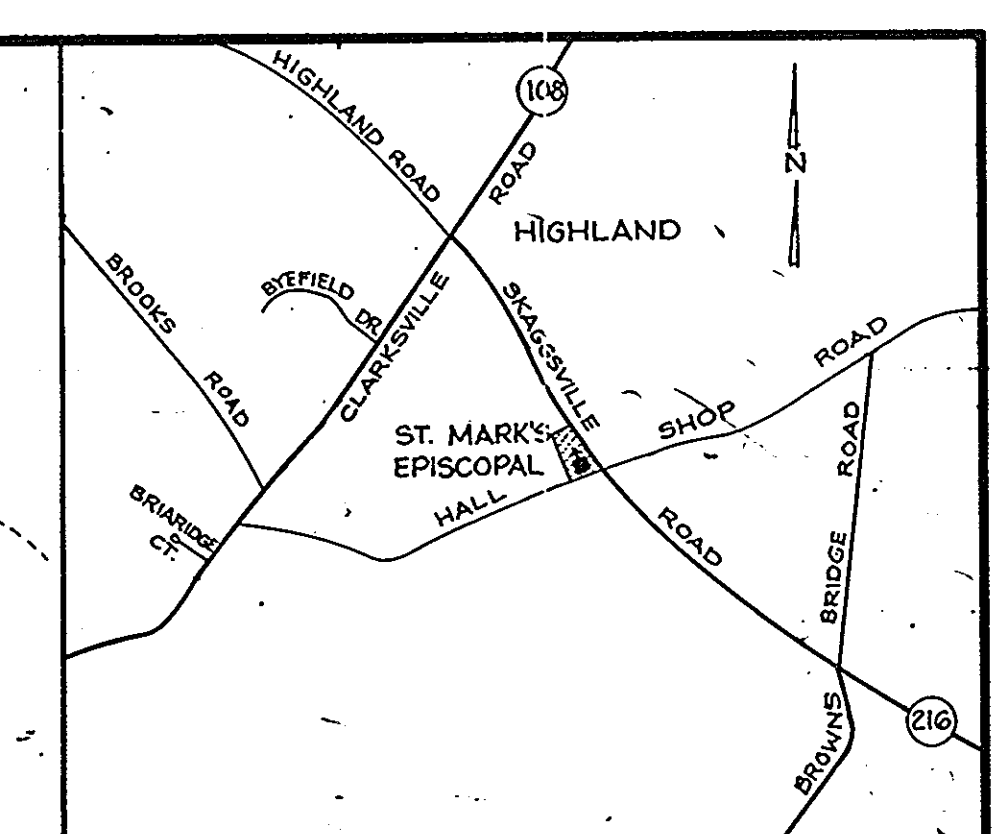 HIGHLAND ROAD
108
CLARKSVILLE ROAD
N
HIGHLAND
BROOKS ROAD
BYEFIELD DR.
SKAGGSVILLE ROAD
HALL SHOP ROAD
ST. MARK'S
EPISCOPAL
BRIARIDGE
CT.
BROWNS BRIDGE ROAD
216